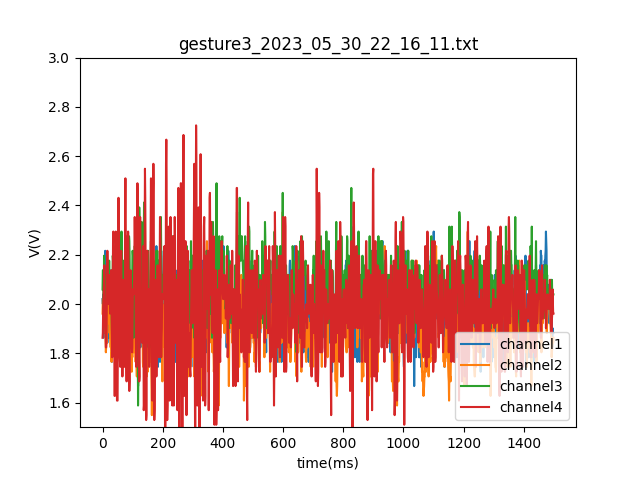 gesture3_2023_05_30_22_16_11.txt
V(V)
3.0
2.8
2.6
2.4
2.2
2.0
1.8
1.6
channel1
channel2
channel3
channel4
0 200 400 600 800 1000 1200 1400
time(ms)